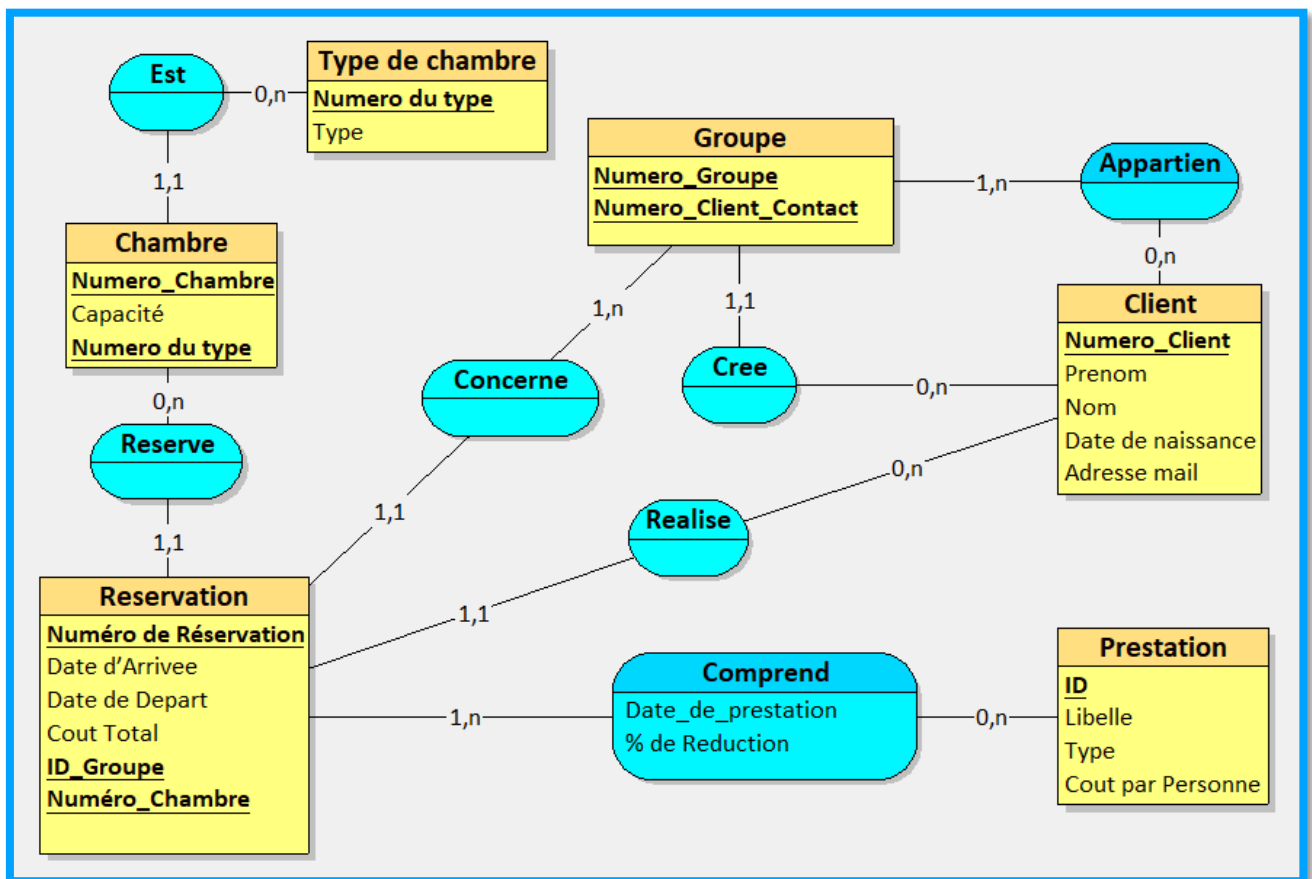 Est
0,n
1,1
Type de chambre
Numero du type
Type
Chambre
Numero_Chambre
Capacité
Numero du type
0,n
Reserve
1,1
Groupe
Numero_Groupe
Numero_Client_Contact
1,n
Appartien
0,n
1,n
Concerne
1,1
1,1
Cree
0,n
Client
Numero_Client
Prenom
Nom
Date de naissance
Adresse mail
0,n
Realise
1,1
Reservation
Numéro de Réservation
Date d’Arrivee
Date de Depart
Cout Total
ID_Groupe
Numéro_Chambre
1,n
Comprend
Date_de_prestation
% de Reduction
0,n
Prestation
ID
Libelle
Type
Cout par Personne